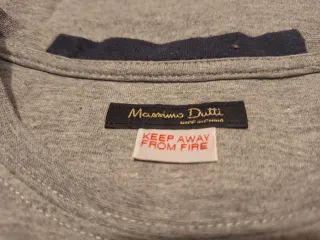 Massimo Dutti
KEEP AWAY
FROM FIRE